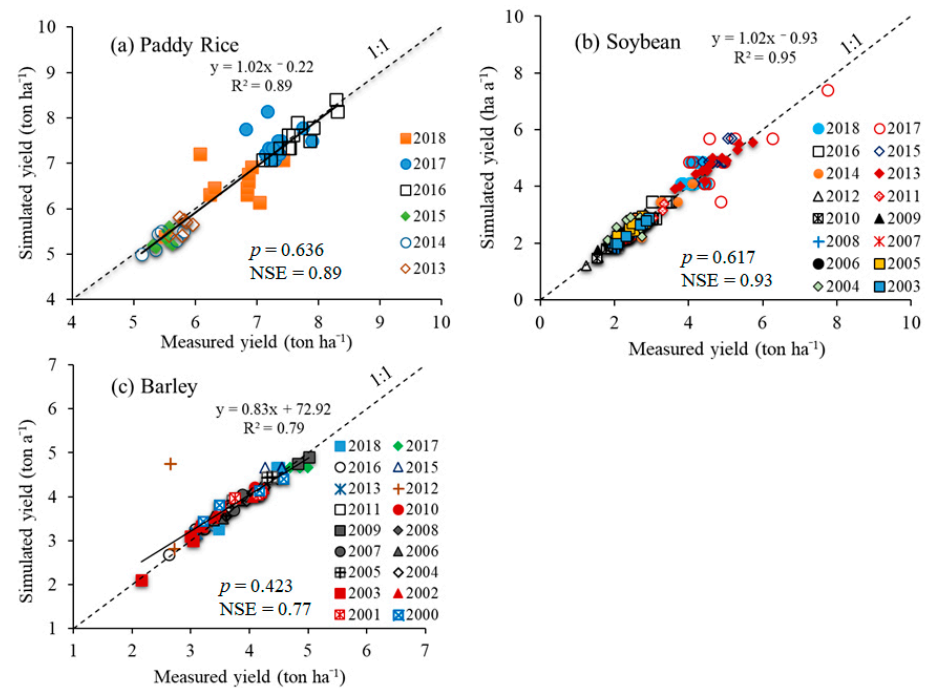 (a) Paddy Rice
1:1
y = 1.02x ⁻ 0.22
R² = 0.89
2018
2017
2016
2015
2014
2013
p = 0.636
NSE = 0.89
Simulated yield (ton ha⁻¹)
10
9
8
7
6
5
4
4 5 6 7 8 9 10
Measured yield (ton ha⁻¹)
(b) Soybean
1:1
y = 1.02x ⁻ 0.93
R² = 0.95
2018 2017
2016 2015
2014 2013
2012 2011
2010 2009
2008 2007
2006 2005
2004 2003
p = 0.617
NSE = 0.93
Simulated yield (ha a⁻¹)
10
8
6
4
2
0
0 2 4 6 8 10
Measured yield (ton ha⁻¹)
(c) Barley
1:1
y = 0.83x + 72.92
R² = 0.79
2018 2017
2016 2015
2013 2012
2011 2010
2009 2008
2007 2006
2005 2004
2003 2002
2001 2000
p = 0.423
NSE = 0.77
Simulated yield (ton a⁻¹)
7
6
5
4
3
2
1
1 2 3 4 5 6 7
Measured yield (ton ha⁻¹)